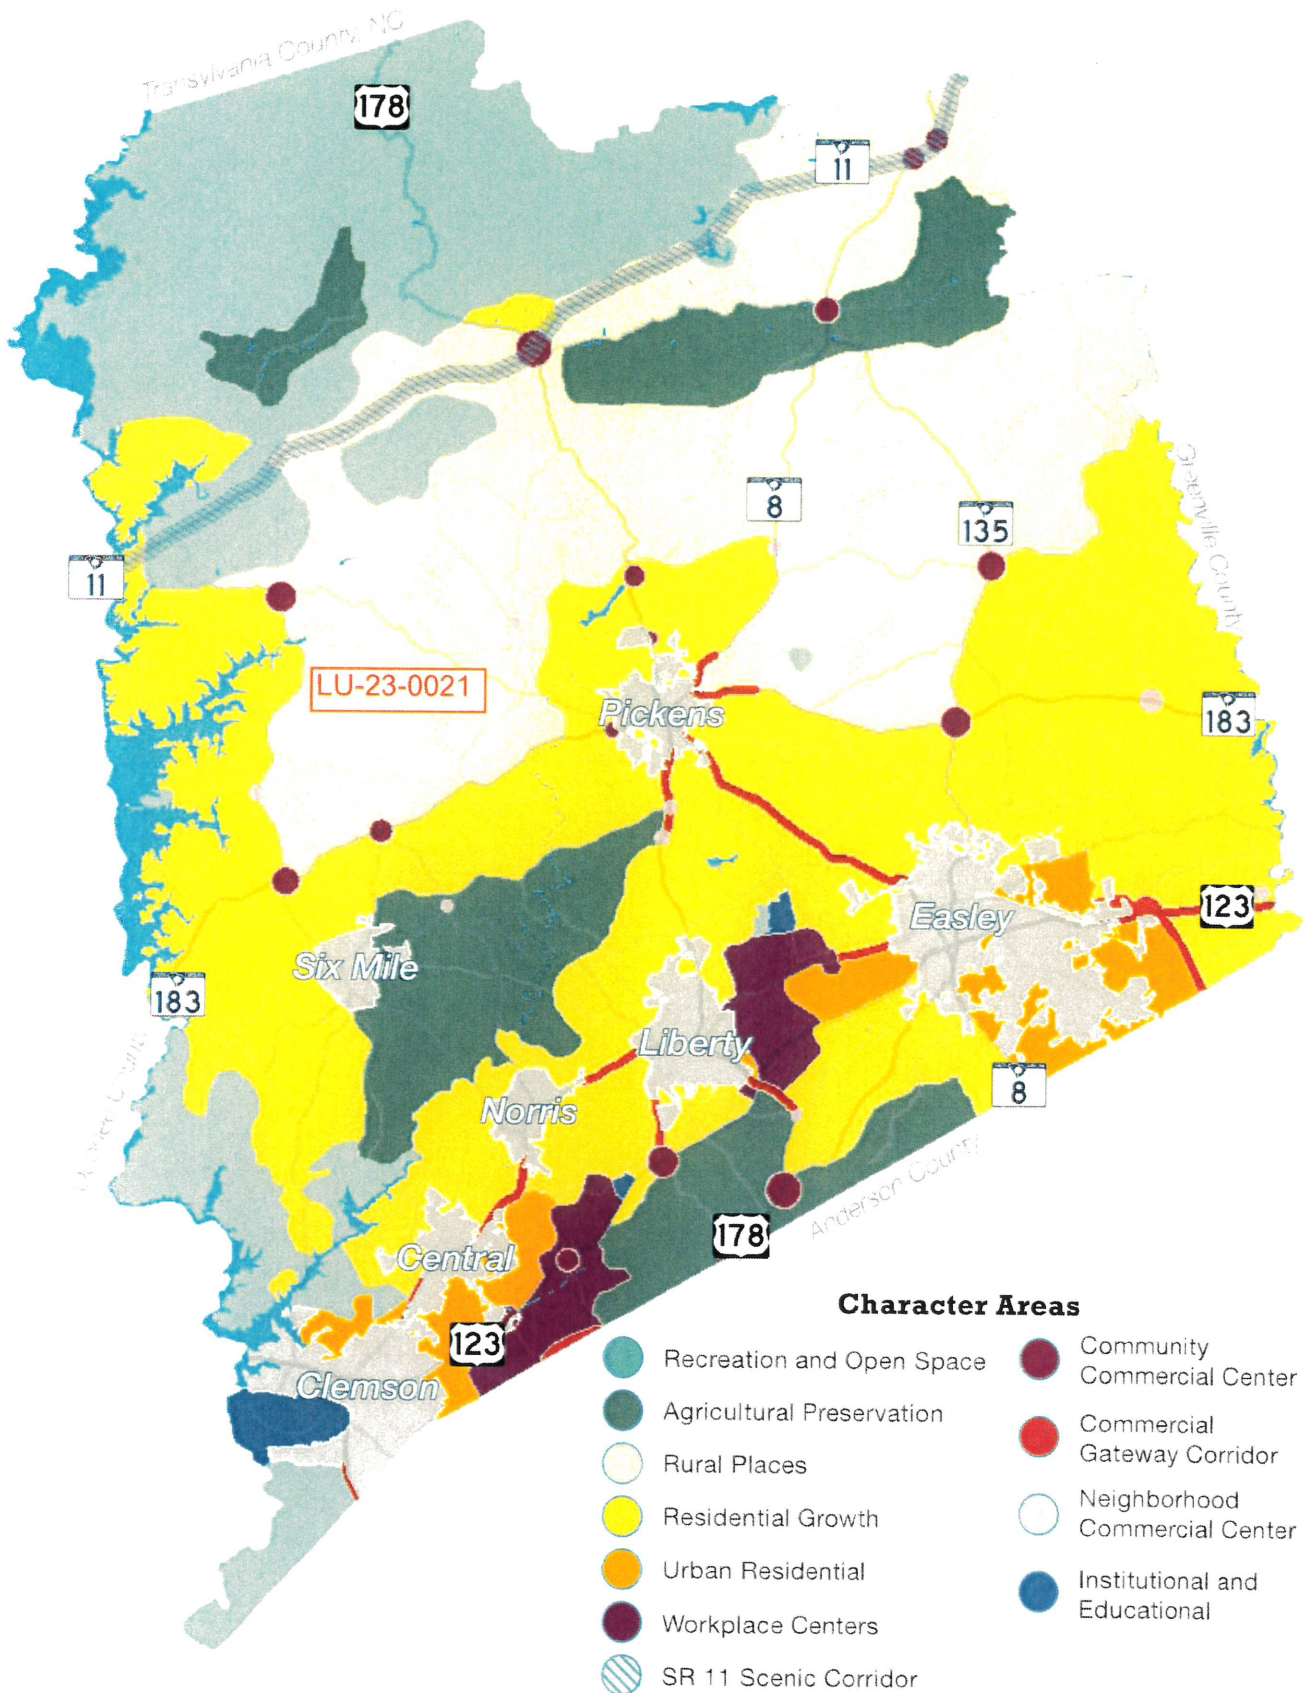 Transylvania County, NC
178
11
8
135
Greenville County
11
LU-23-0021
Pickens
183
Easley
123
Six Mile
183
Liberty
8
Norris
Anderson County
178
Central
123
Clemson
Character Areas
Recreation and Open Space
Agricultural Preservation
Rural Places
Residential Growth
Urban Residential
Workplace Centers
SR 11 Scenic Corridor
Community
Commercial Center
Commercial
Gateway Corridor
Neighborhood
Commercial Center
Institutional and
Educational